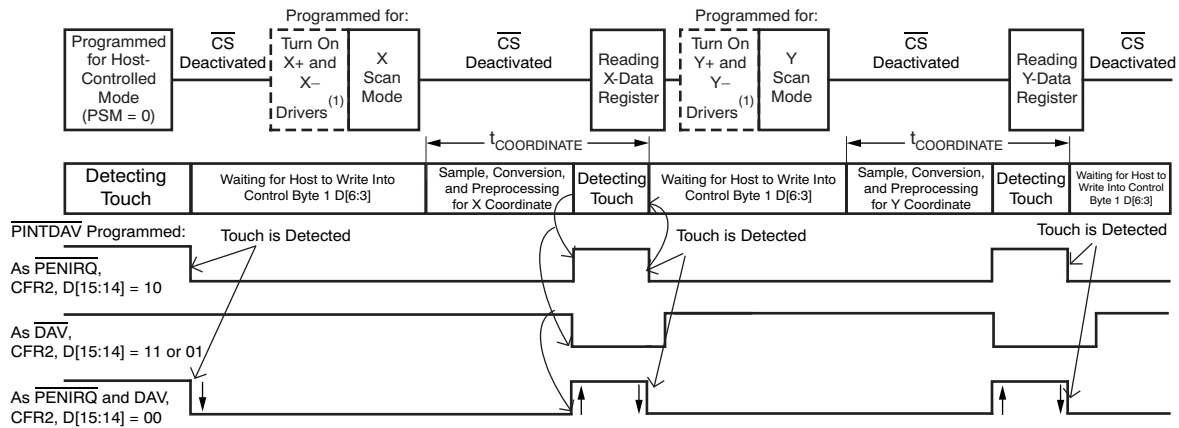 Programmed for:
Programmed for:
Programmed
for Host-
Controlled
Mode
(PSM = 0)
CS
Deactivated
Turn On
X+ and
X–
Drivers(1)
X
Scan
Mode
CS
Deactivated
Reading
X-Data
Register
Turn On
Y+ and
Y–
Drivers(1)
Y
Scan
Mode
CS
Deactivated
Reading
Y-Data
Register
CS
Deactivated
tCOORDINATE
tCOORDINATE
Detecting
Touch
Waiting for Host to Write Into
Control Byte 1 D[6:3]
Sample, Conversion,
and Preprocessing
for X Coordinate
Detecting
Touch
Waiting for Host to Write Into
Control Byte 1 D[6:3]
Sample, Conversion,
and Preprocessing
for Y Coordinate
Detecting
Touch
Waiting for Host to
Write Into Control
Byte 1 D[6:3]
PINTDAV Programmed:
Touch is Detected
Touch is Detected
Touch is Detected
As PENIRQ,
CFR2, D[15:14] = 10
As DAV,
CFR2, D[15:14] = 11 or 01
As PENIRQ and DAV,
CFR2, D[15:14] = 00